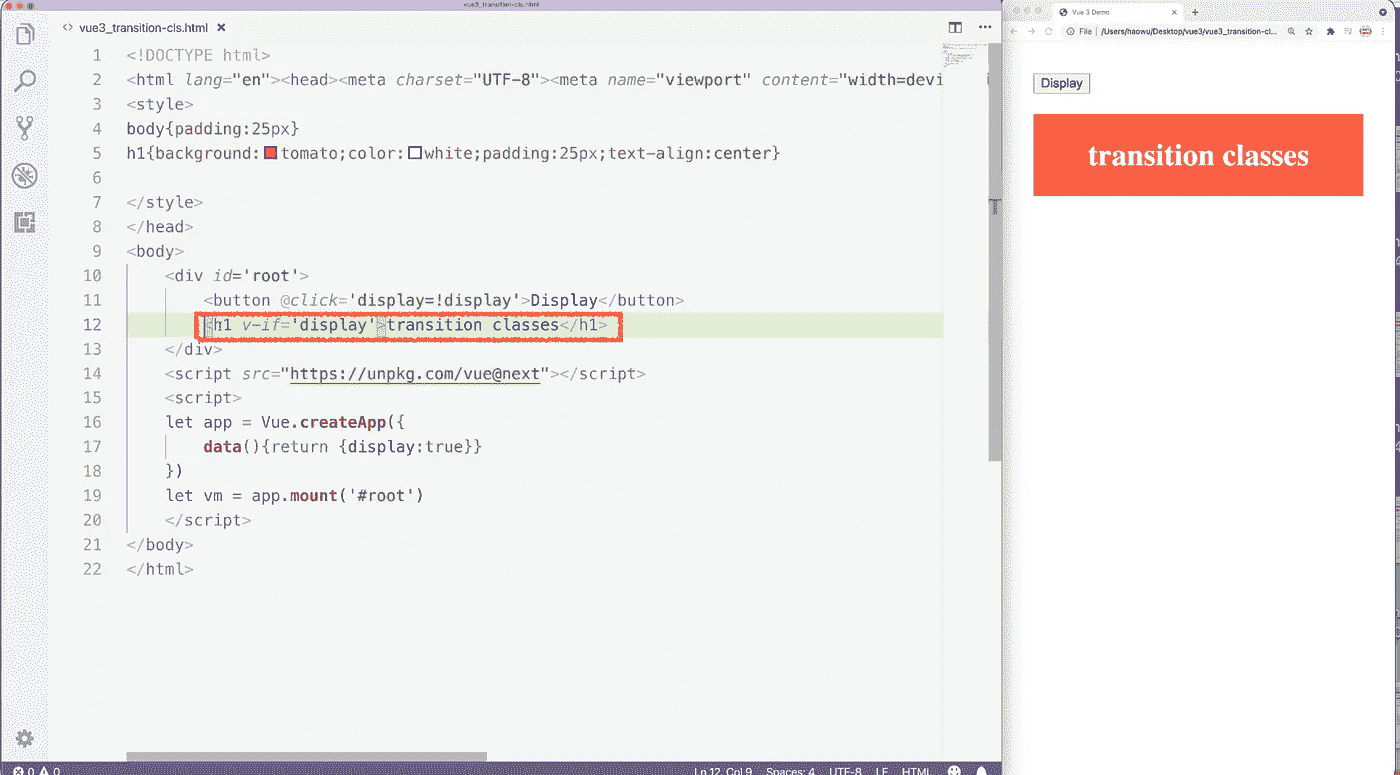 vue3_transition-cls.html
<> vue3_transition-cls.html ×
1 <!DOCTYPE html>
2 <html lang="en"><head><meta charset="UTF-8"><meta name="viewport" content="width=devi
3 <style>
4 body{padding:25px}
5 h1{background:tomato;color:white;padding:25px;text-align:center}
6
7 </style>
8 </head>
9 <body>
10 <div id='root'>
11 <button @click='display=!display'>Display</button>
12 <h1 v-if='display'>transition classes</h1>
13 </div>
14 <script src="https://unpkg.com/vue@next"></script>
15 <script>
16 let app = Vue.createApp({
17 data(){return {display:true}}
18 })
19 let vm = app.mount('#root')
20 </script>
21 </body>
22 </html>
0 0
Ln 12, Col 9 Spaces: 4 UTF-8 LF HTML
Vue 3 Demo
File | /Users/haowu/Desktop/vue3/vue3_transition-cl...
Display
transition classes